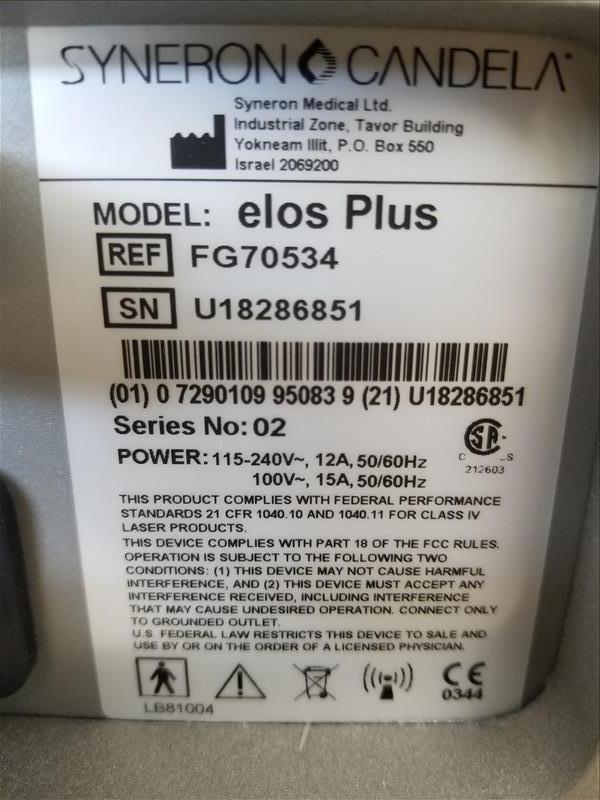 SYNERON CANDELA
Syneron Medical Ltd.
Industrial Zone, Tavor Building
Yokneam Illit, P.O. Box 550
Israel 2069200
MODEL: elos Plus
REF FG70534
SN U18286851
(01) 0 7290109 95083 9 (21) U18286851
Series No: 02
POWER: 115-240V~, 12A, 50/60Hz
100V~, 15A, 50/60Hz
SA
C US
212603
THIS PRODUCT COMPLIES WITH FEDERAL PERFORMANCE
STANDARDS 21 CFR 1040.10 AND 1040.11 FOR CLASS IV
LASER PRODUCTS.
THIS DEVICE COMPLIES WITH PART 18 OF THE FCC RULES.
OPERATION IS SUBJECT TO THE FOLLOWING TWO
CONDITIONS: (1) THIS DEVICE MAY NOT CAUSE HARMFUL
INTERFERENCE, AND (2) THIS DEVICE MUST ACCEPT ANY
INTERFERENCE RECEIVED, INCLUDING INTERFERENCE
THAT MAY CAUSE UNDESIRED OPERATION. CONNECT ONLY
TO GROUNDED OUTLET.
U.S. FEDERAL LAW RESTRICTS THIS DEVICE TO SALE AND
USE BY OR ON THE ORDER OF A LICENSED PHYSICIAN.
CE
0344
LB81004